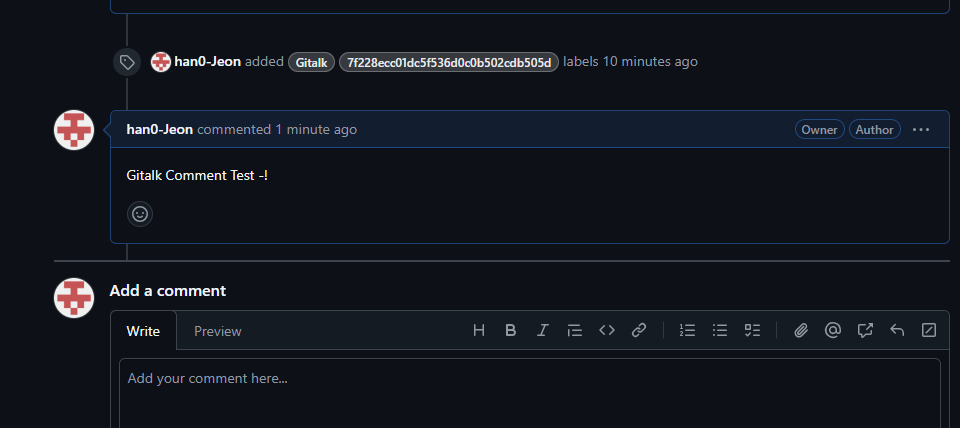 han0-Jeon added Gitalk 7f228ecc01dc5f536d0c0b502cdb505d labels 10 minutes ago
han0-Jeon commented 1 minute ago Owner Author
Gitalk Comment Test -!
Add a comment
Write Preview
Add your comment here...